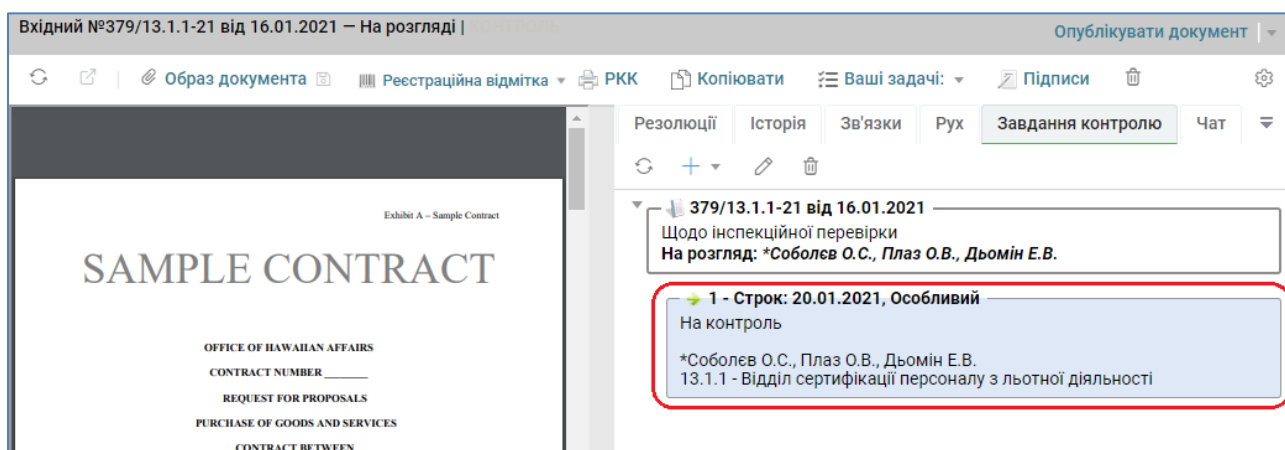 Вхідний №379/13.1.1-21 від 16.01.2021 — На розгляді |
Опублікувати документ
Образ документа
Реєстраційна відмітка
РКК
Копіювати
Ваші задачі:
Підписи
Резолюції
Історія
Зв'язки
Рух
Завдання контролю
Чат
379/13.1.1-21 від 16.01.2021
Щодо інспекційної перевірки
На розгляд: *Соболєв О.С., Плаз О.В., Дьомін Е.В.
1 - Строк: 20.01.2021, Особливий
На контроль
*Соболєв О.С., Плаз О.В., Дьомін Е.В.
13.1.1 - Відділ сертифікації персоналу з льотної діяльності
Exhibit A – Sample Contract
SAMPLE CONTRACT
OFFICE OF HAWAIIAN AFFAIRS
CONTRACT NUMBER _______
REQUEST FOR PROPOSALS
PURCHASE OF GOODS AND SERVICES
CONTRACT BETWEEN